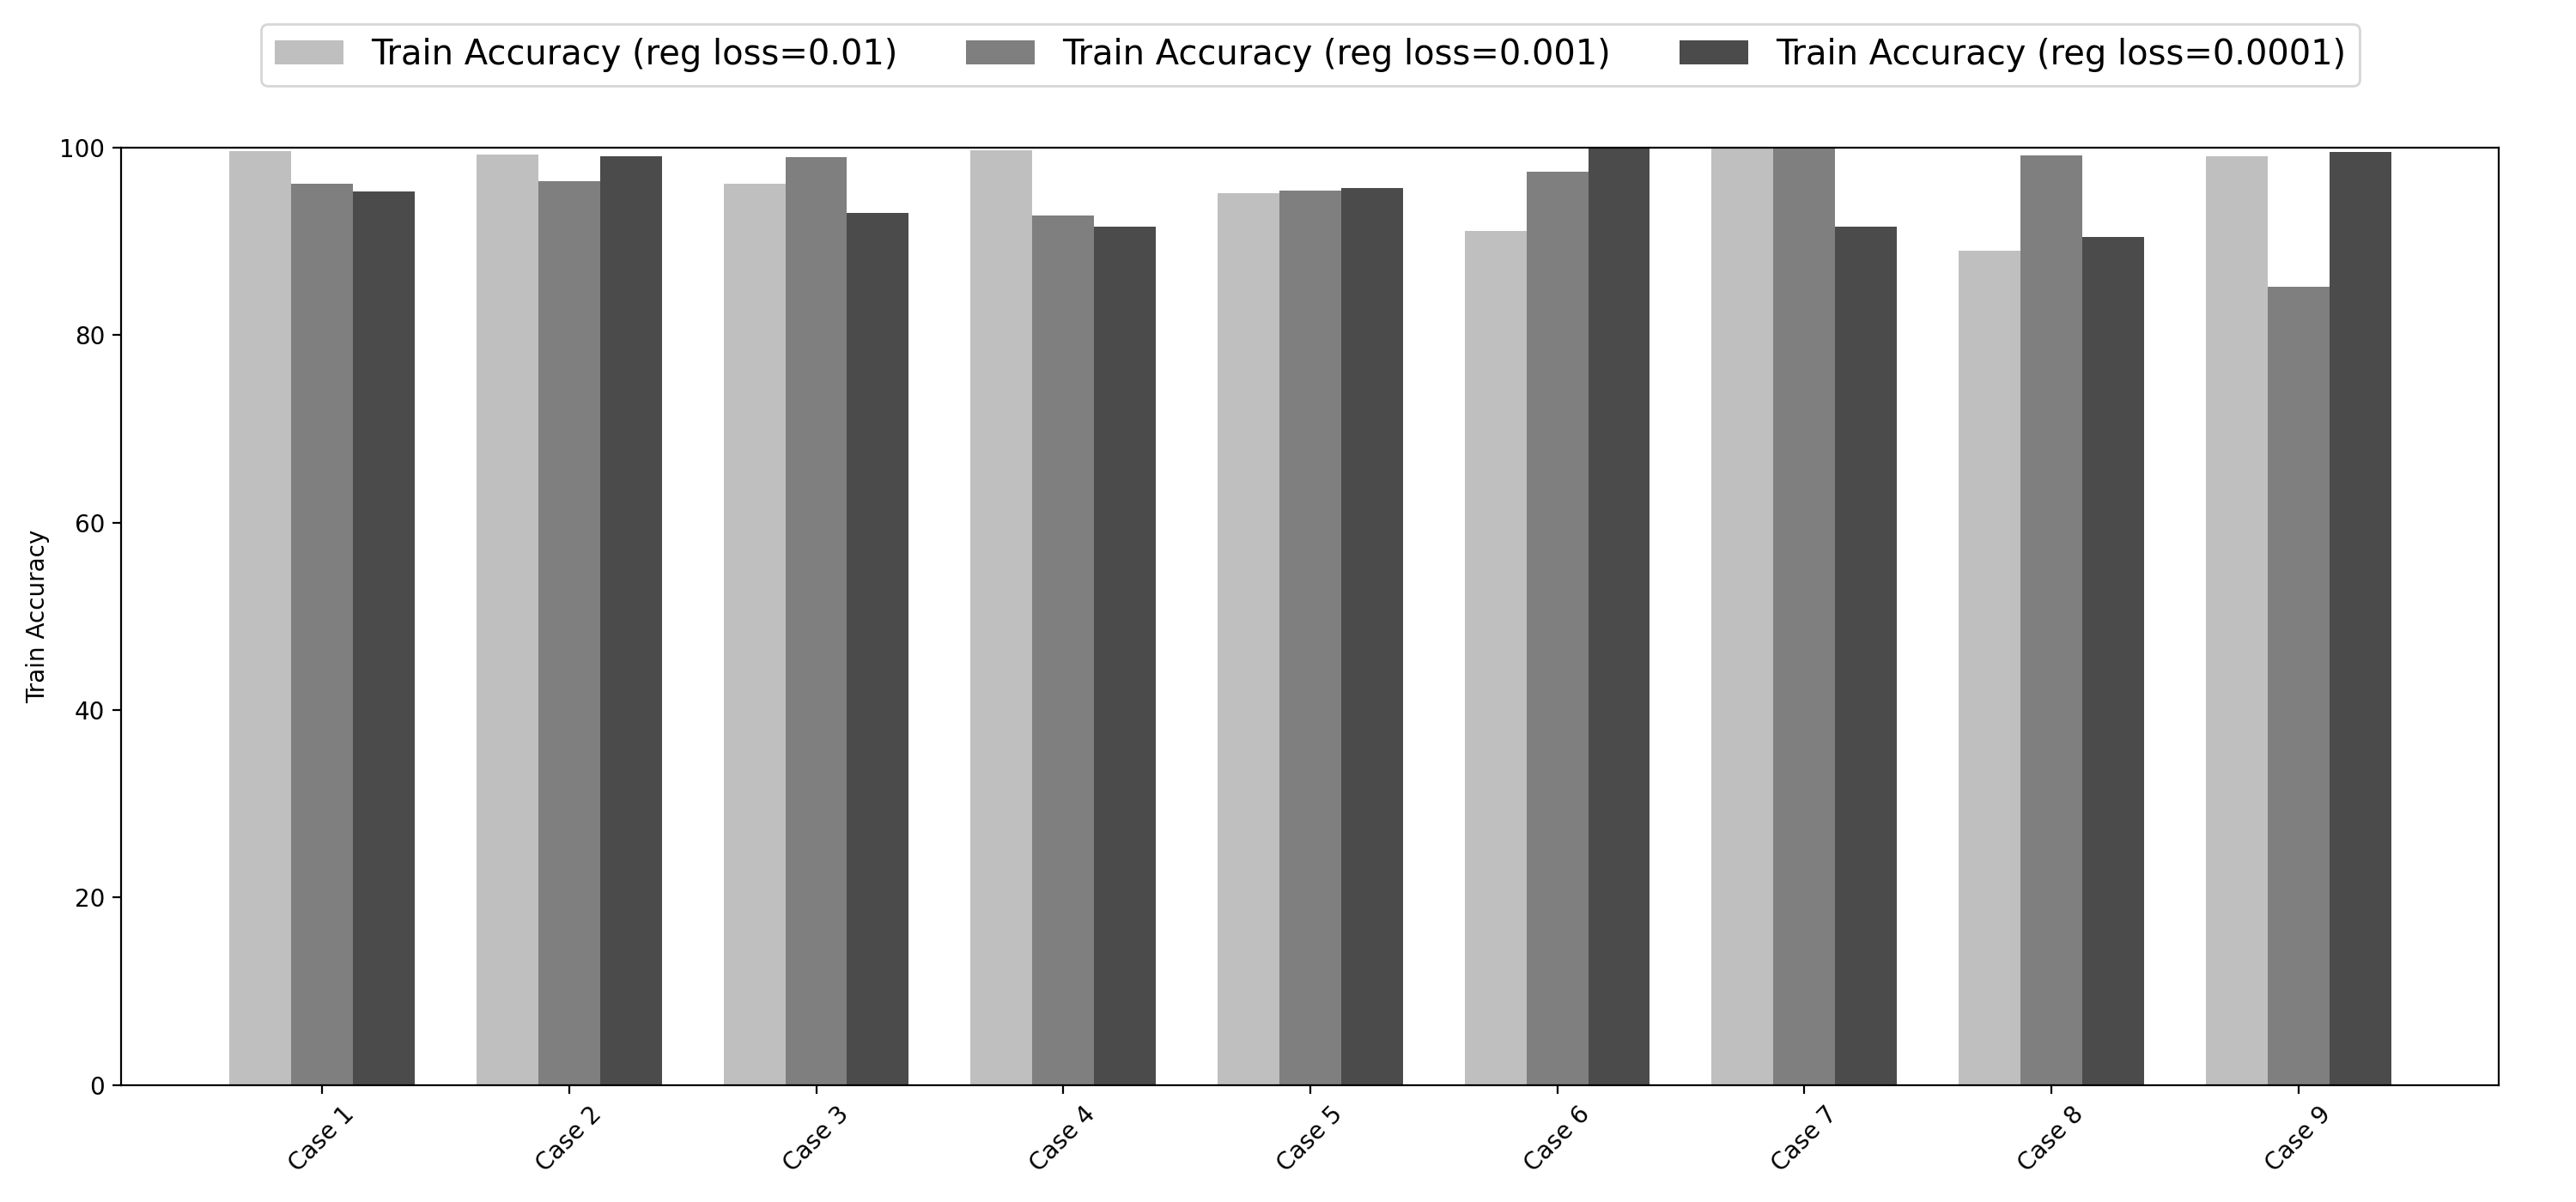 Train Accuracy (reg loss=0.01) Train Accuracy (reg loss=0.001) Train Accuracy (reg loss=0.0001)
Train Accuracy
100
80
60
40
20
0
Case 1 Case 2 Case 3 Case 4 Case 5 Case 6 Case 7 Case 8 Case 9